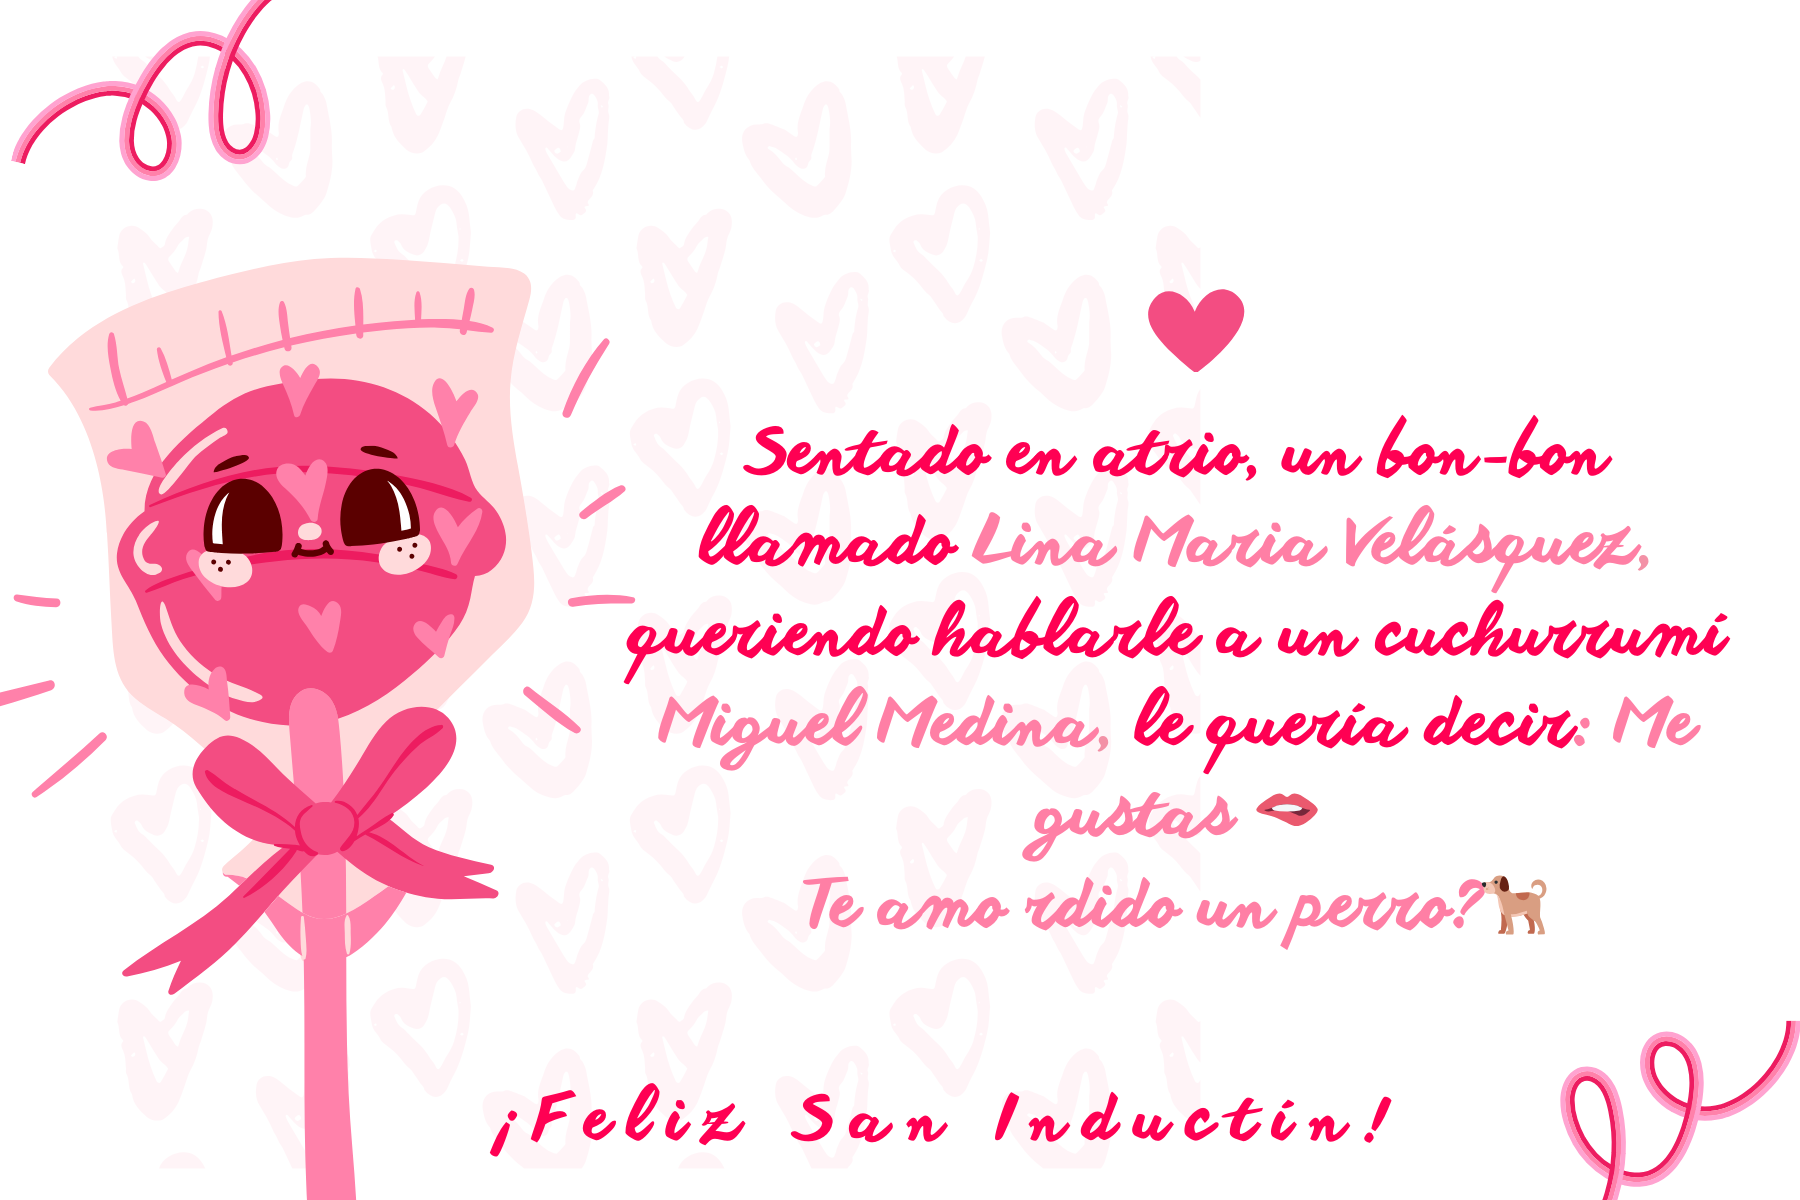 Sentado en atrio, un bon-bon
llamado Lina Maria Velásquez,
queriendo hablarle a un cuchurrumí
Miguel Medina, le quería decir: Me
gustas 🫦
Te amo rdido un perro?🐕
¡Feliz San Inductín!